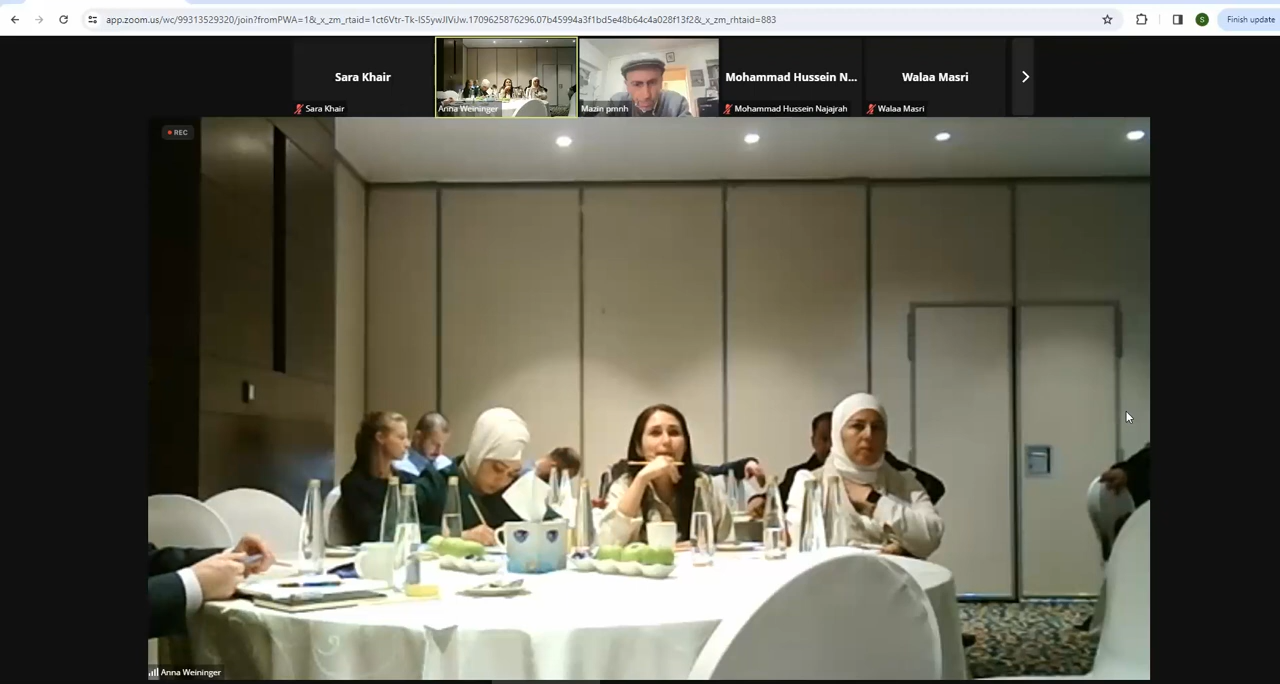 app.zoom.us/wc/99313529320/join?fromPWA=1&_x_zm_rtaid=1ct6Vtr-Tk-IS5ywJlViJw.1709625876296.07b45994a3f1bd5e48b64c4a028f13f2&_x_zm_rhtaid=883
S
Finish update
Sara Khair
Mohammad Hussein N...
Walaa Masri
Sara Khair
Anna Weininger
Mazin pmnh
Mohammad Hussein Najajrah
Walaa Masri
REC
Anna Weininger